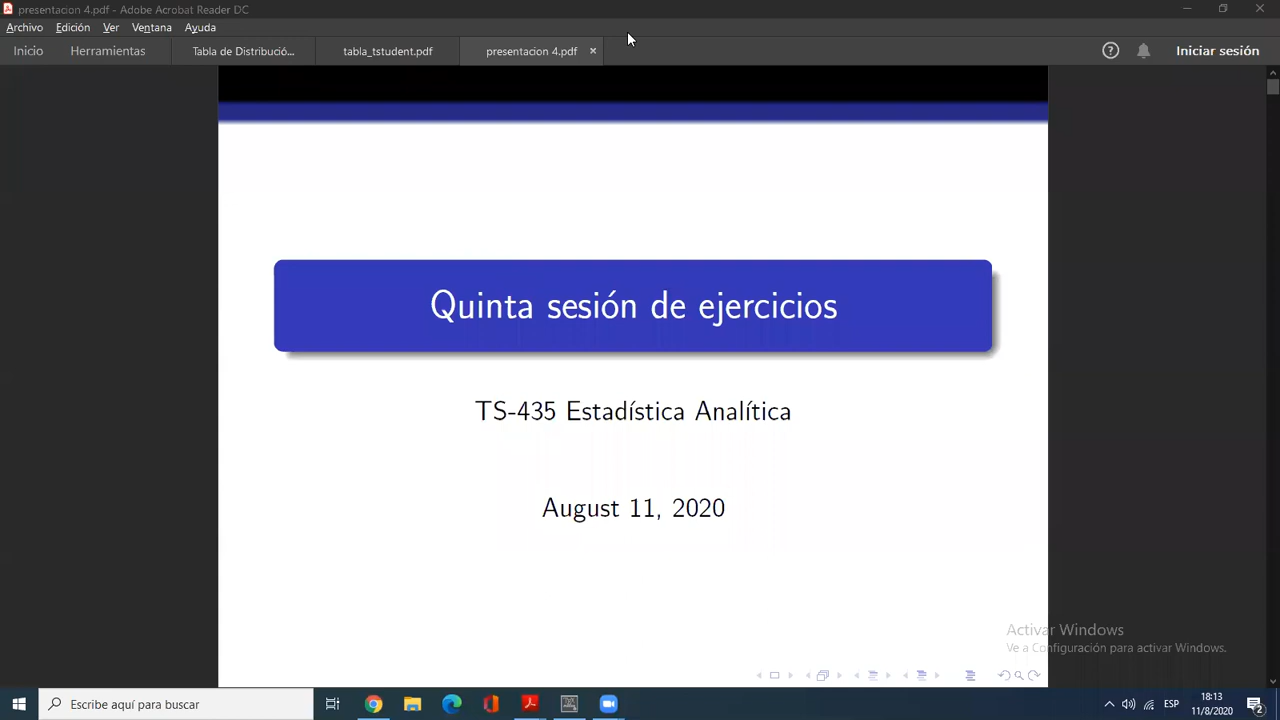 presentacion 4.pdf - Adobe Acrobat Reader DC
Archivo Edición Ver Ventana Ayuda
Inicio Herramientas Tabla de Distribució... tabla_tstudent.pdf presentacion 4.pdf × Iniciar sesión
Quinta sesión de ejercicios
TS-435 Estadística Analítica
August 11, 2020
Activar Windows
Ve a Configuración para activar Windows.
Escribe aquí para buscar
ESP
18:13
11/8/2020
2